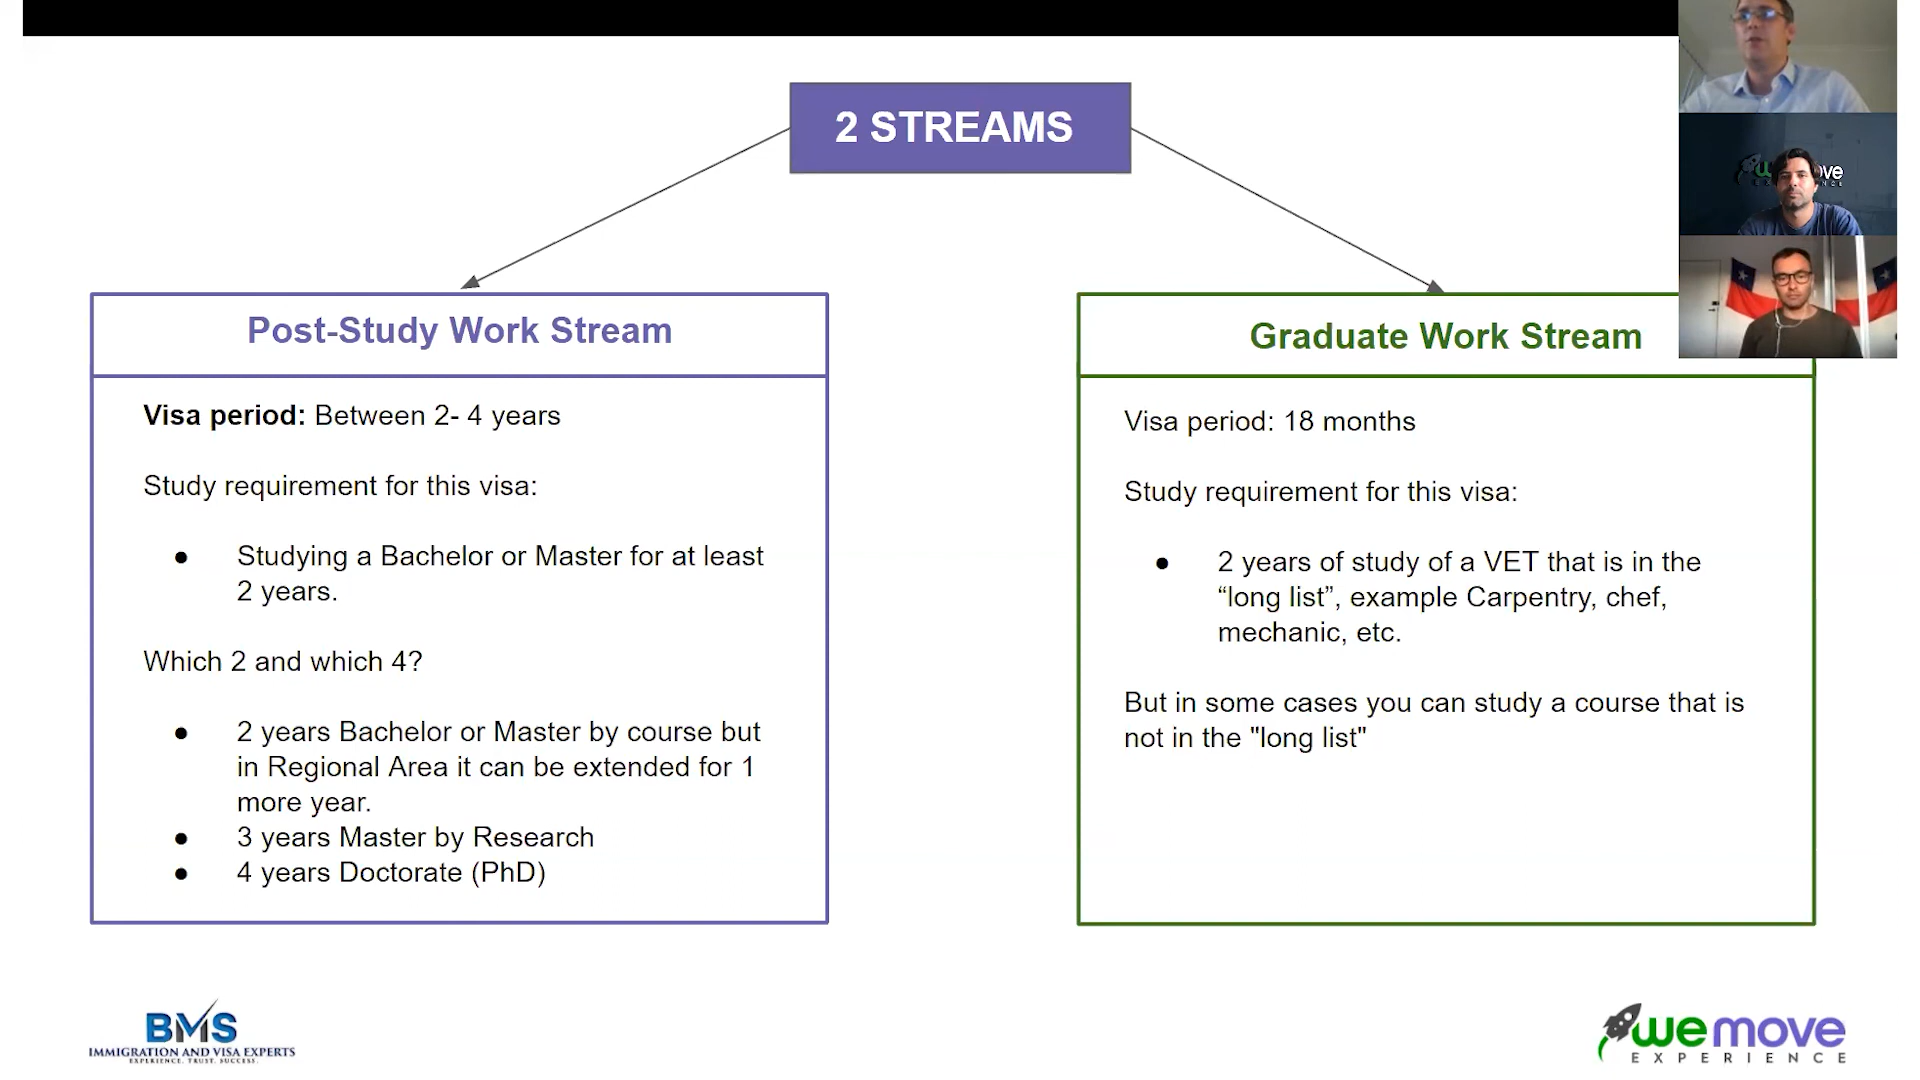 2 STREAMS
Post-Study Work Stream
Visa period: Between 2- 4 years
Study requirement for this visa:
● Studying a Bachelor or Master for at least
2 years.
Which 2 and which 4?
● 2 years Bachelor or Master by course but
in Regional Area it can be extended for 1
more year.
● 3 years Master by Research
● 4 years Doctorate (PhD)
Graduate Work Stream
Visa period: 18 months
Study requirement for this visa:
● 2 years of study of a VET that is in the
“long list”, example Carpentry, chef,
mechanic, etc.
But in some cases you can study a course that is
not in the "long list"
BMS
IMMIGRATION AND VISA EXPERTS
EXPERIENCE. TRUST. SUCCESS.
wemove
EXPERIENCE